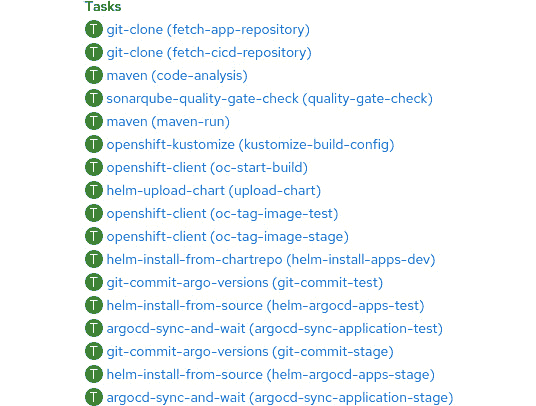 Tasks
T git-clone (fetch-app-repository)
T git-clone (fetch-cicd-repository)
T maven (code-analysis)
T sonarqube-quality-gate-check (quality-gate-check)
T maven (maven-run)
T openshift-kustomize (kustomize-build-config)
T openshift-client (oc-start-build)
T helm-upload-chart (upload-chart)
T openshift-client (oc-tag-image-test)
T openshift-client (oc-tag-image-stage)
T helm-install-from-chartrepo (helm-install-apps-dev)
T git-commit-argo-versions (git-commit-test)
T helm-install-from-source (helm-argocd-apps-test)
T argocd-sync-and-wait (argocd-sync-application-test)
T git-commit-argo-versions (git-commit-stage)
T helm-install-from-source (helm-argocd-apps-stage)
T argocd-sync-and-wait (argocd-sync-application-stage)